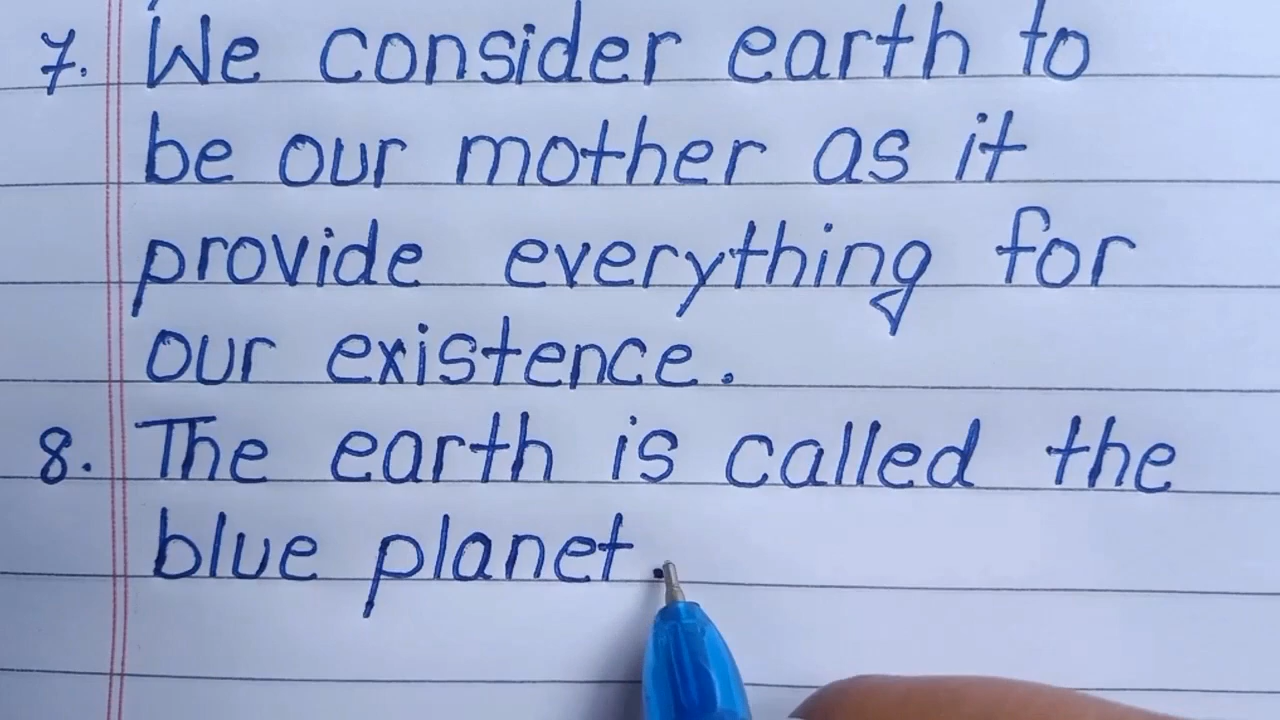 7. We consider earth to
be our mother as it
provide everything for
our existence.
8. The earth is called the
blue planet.